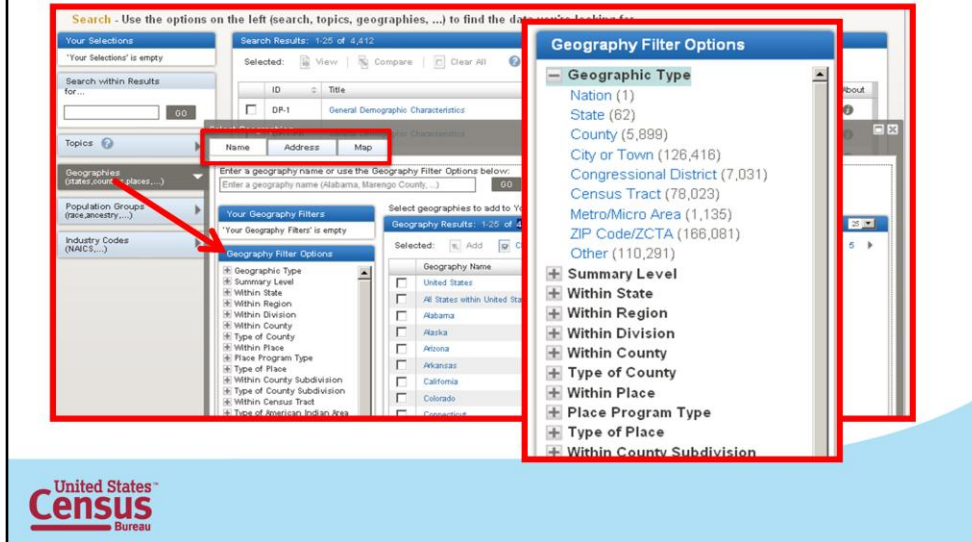 Search - Use the options on the left (search, topics, geographies, ...) to find the data you're looking for
Your Selections
'Your Selections' is empty
Search within Results
for...
GO
Topics
Geographies
(states, counties, places, ...)
Population Groups
(race, ancestry, ...)
Industry Codes
(NAICS, ...)
Search Results: 1-25 of 4,412
Selected: View | Compare | Clear All
ID Title About
DP-1 General Demographic Characteristics
Name Address Map
Enter a geography name or use the Geography Filter Options below:
Enter a geography name (Alabama, Marengo County, ...) GO
Your Geography Filters
'Your Geography Filters' is empty
Geography Filter Options
Geographic Type
Summary Level
Within State
Within Region
Within Division
Within County
Type of County
Within Place
Place Program Type
Type of Place
Within County Subdivision
Type of County Subdivision
Within Census Tract
Type of American Indian Area
Select geographies to add to
Geography Results: 1-25 of
25
Selected: Add
5
Geography Name
United States
All States within United
Alabama
Alaska
Arizona
Arkansas
California
Colorado
Connecticut
Geography Filter Options
Geographic Type
Nation (1)
State (62)
County (5,899)
City or Town (126,416)
Congressional District (7,031)
Census Tract (78,023)
Metro/Micro Area (1,135)
ZIP Code/ZCTA (166,081)
Other (110,291)
Summary Level
Within State
Within Region
Within Division
Within County
Type of County
Within Place
Place Program Type
Type of Place
Within County Subdivision
United States™
Census
Bureau